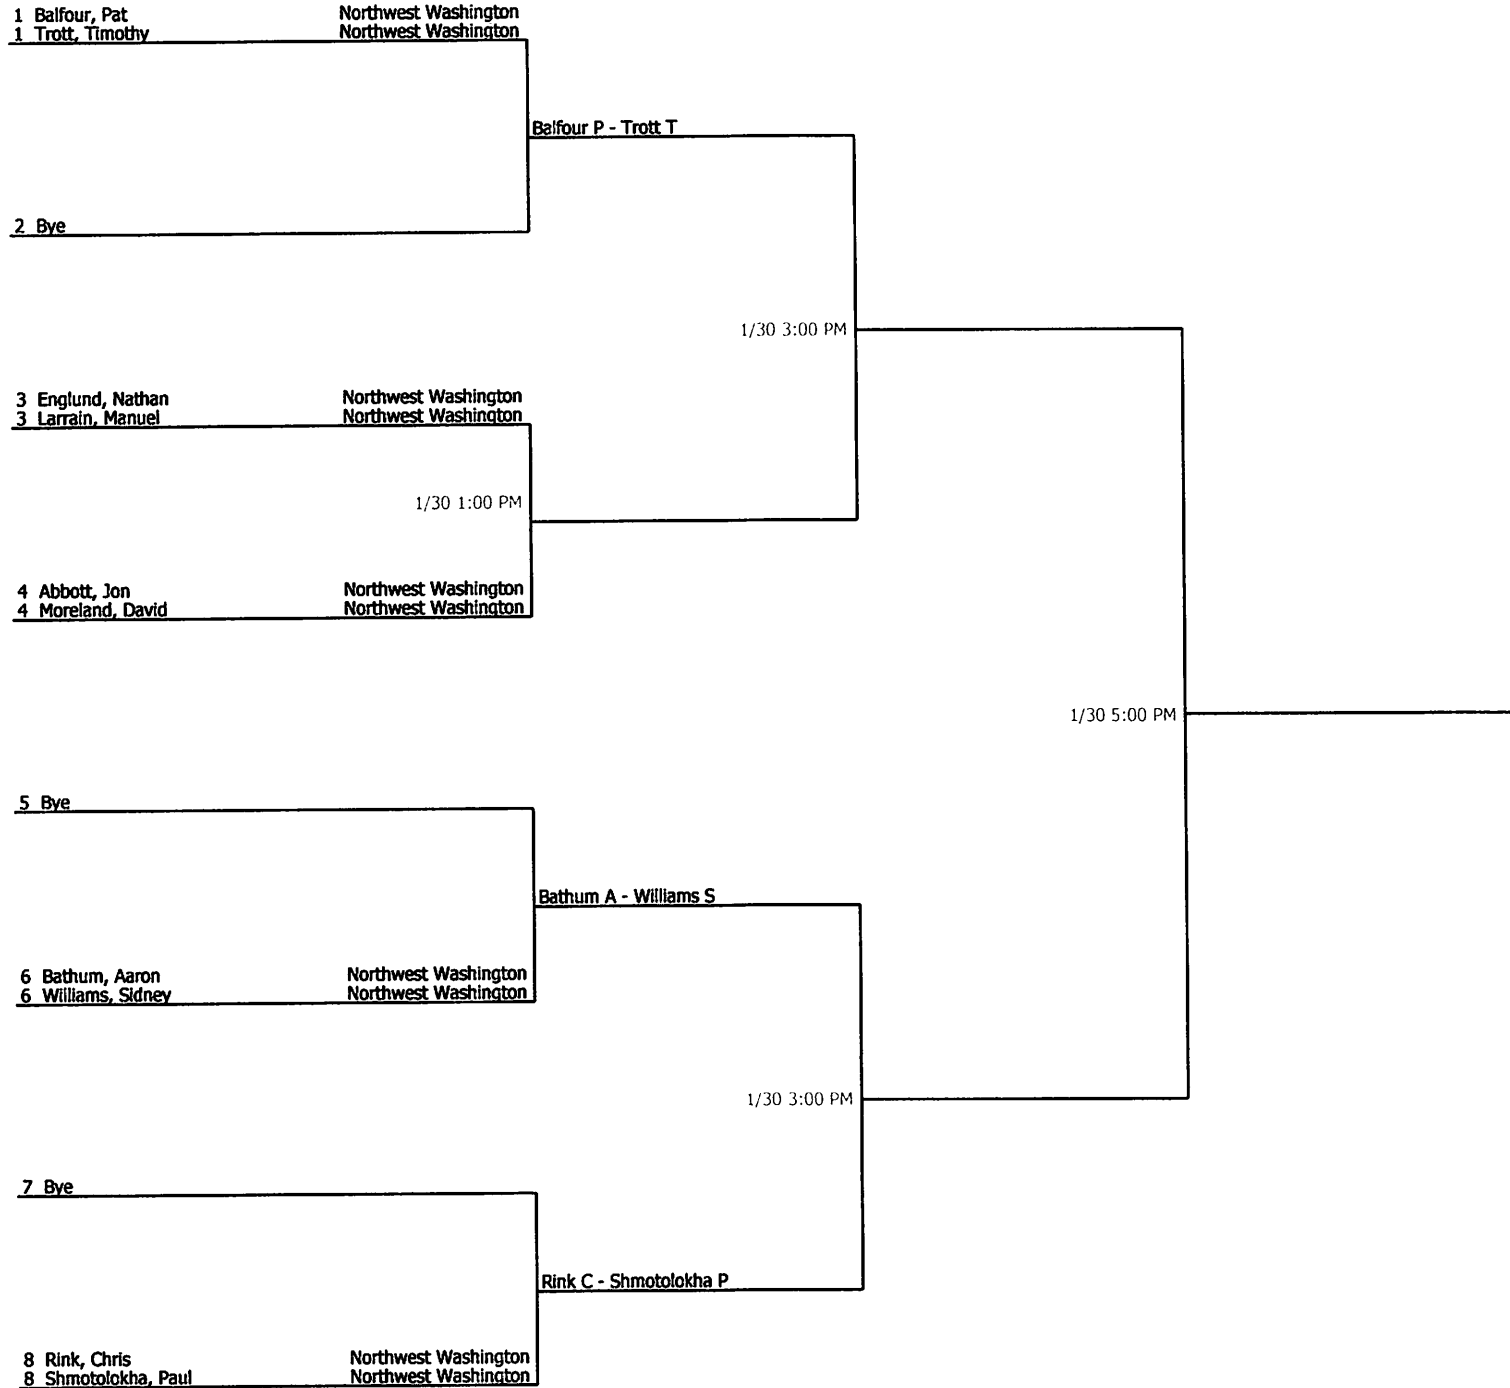 1 Balfour, Pat Northwest Washington
1 Trott, Timothy Northwest Washington
Balfour P - Trott T
2 Bye
1/30 3:00 PM
3 Englund, Nathan Northwest Washington
3 Larrain, Manuel Northwest Washington
1/30 1:00 PM
4 Abbott, Jon Northwest Washington
4 Moreland, David Northwest Washington
1/30 5:00 PM
5 Bye
Bathum A - Williams S
6 Bathum, Aaron Northwest Washington
6 Williams, Sidney Northwest Washington
1/30 3:00 PM
7 Bye
Rink C - Shmotolokha P
8 Rink, Chris Northwest Washington
8 Shmotolokha, Paul Northwest Washington